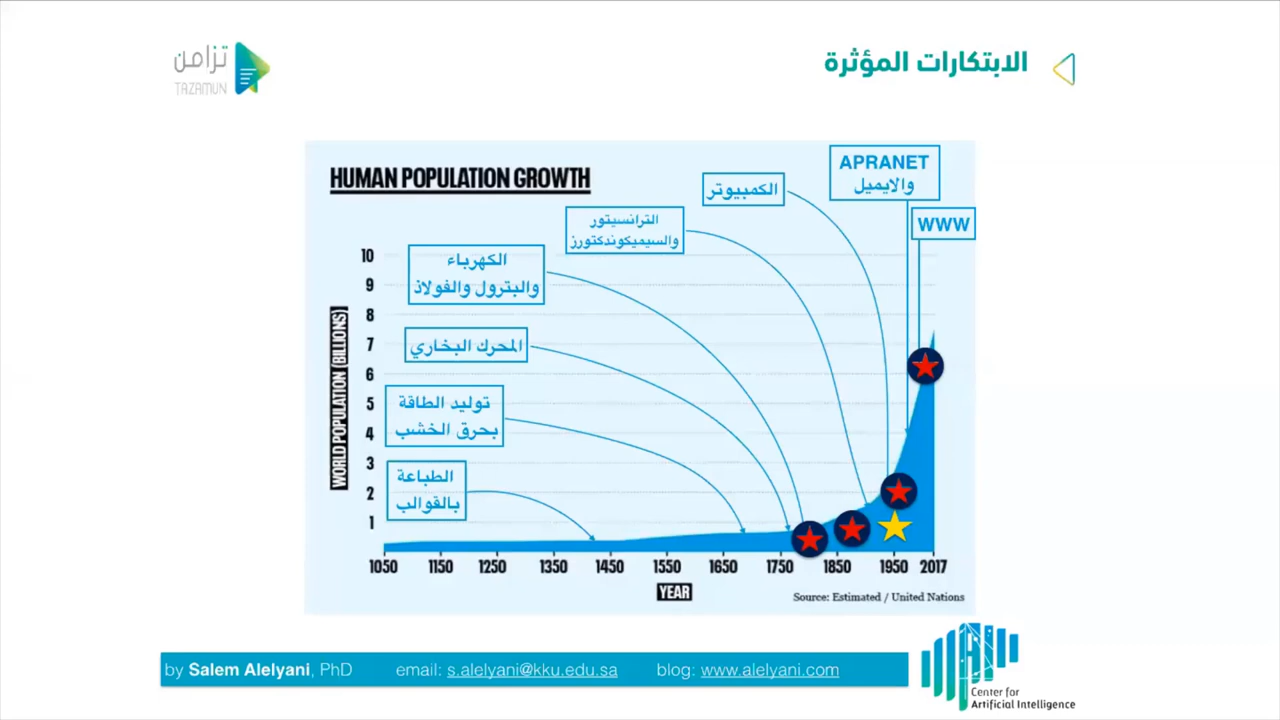 تزامن
TAZAMUN
الابتكارات المؤثرة
HUMAN POPULATION GROWTH
APRANET
والايميل
WWW
الكمبيوتر
الترانسيتور
والسيميكوندكتورز
الكهرباء
والبترول والفولاذ
المحرك البخاري
توليد الطاقة
بحرق الخشب
الطباعة
بالقوالب
WORLD POPULATION (BILLIONS)
10
9
8
7
6
5
4
3
2
1
1050 1150 1250 1350 1450 1550 1650 1750 1850 1950 2017
YEAR
Source: Estimated / United Nations
by Salem Alelyani, PhD email: s.alelyani@kku.edu.sa blog: www.alelyani.com
Center for
Artificial Intelligence